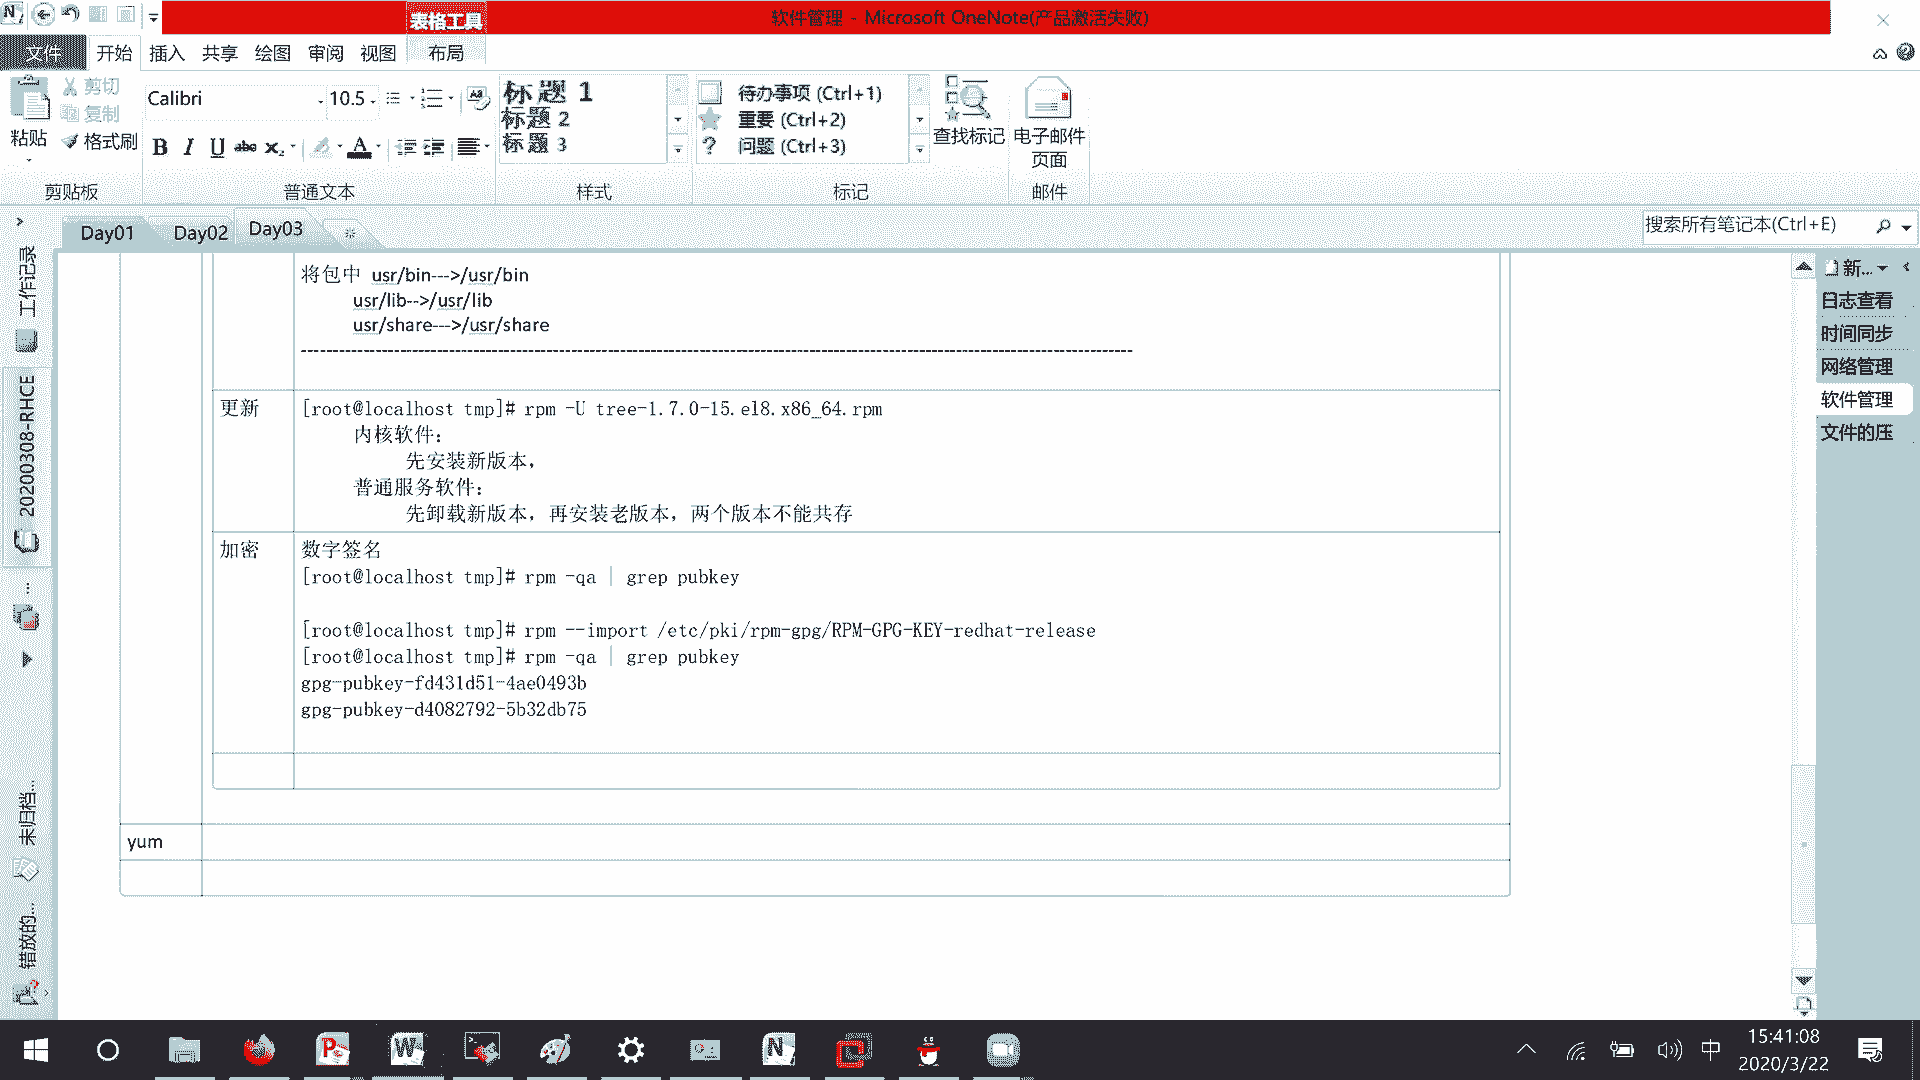 表格工具
软件管理 - Microsoft OneNote(产品激活失败)
文件 开始 插入 共享 绘图 审阅 视图 布局
粘贴
剪切
复制
格式刷
剪贴板
Calibri 10.5
B I U abc x₂ A
普通文本
标题 1
标题 2
标题 3
样式
待办事项 (Ctrl+1)
重要 (Ctrl+2)
问题 (Ctrl+3)
标记
查找标记
电子邮件
页面
邮件
Day01 Day02 Day03
搜索所有笔记本(Ctrl+E)
工作记录
20200308-RHCE
未归档...
错放的...
将包中 usr/bin--->/usr/bin
usr/lib-->/usr/lib
usr/share--->/usr/share
更新
[root@localhost tmp]# rpm -U tree-1.7.0-15.el8.x86_64.rpm
内核软件：
先安装新版本，
普通服务软件：
先卸载新版本，再安装老版本，两个版本不能共存
加密
数字签名
[root@localhost tmp]# rpm -qa | grep pubkey
[root@localhost tmp]# rpm --import /etc/pki/rpm-gpg/RPM-GPG-KEY-redhat-release
[root@localhost tmp]# rpm -qa | grep pubkey
gpg-pubkey-fd431d51-4ae0493b
gpg-pubkey-d4082792-5b32db75
yum
新...
日志查看
时间同步
网络管理
软件管理
文件的压
中
15:41:08
2020/3/22